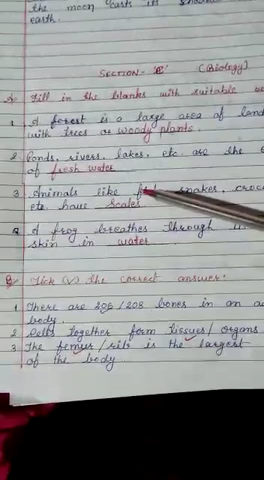 the moon casts its
earth.
SECTION- 'B' (Biology)
Fill in the blanks with suitable
1. A forest is a large area of land
with trees or woody plants.
2. Ponds, rivers, lakes, etc are the
of fresh water
3. Animals like snakes, croc
etc have Scales
4. A frog breathes through
skin in water
Tick (√) the correct answer:
1. There are 206/208 bones in an
body.
2. Cells together form tissues/organs
3. The femur/rib is the largest
of the body